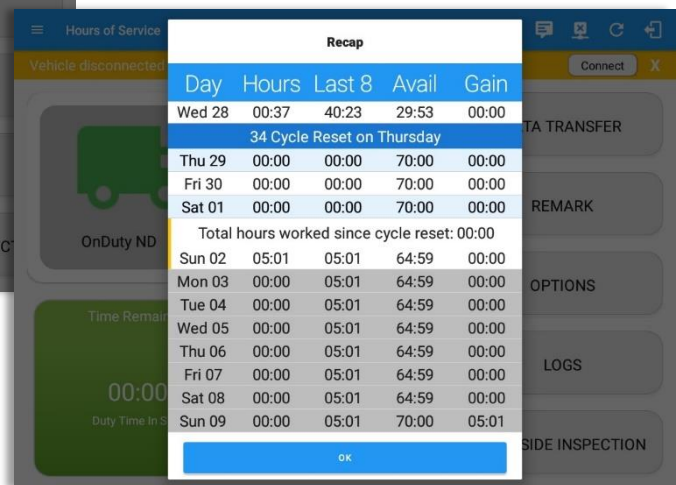 Hours of Service
Recap
Vehicle disconnected
Connect X
Day Hours Last 8 Avail Gain
Wed 28 00:37 40:23 29:53 00:00
34 Cycle Reset on Thursday
Thu 29 00:00 00:00 70:00 00:00
Fri 30 00:00 00:00 70:00 00:00
Sat 01 00:00 00:00 70:00 00:00
Total hours worked since cycle reset: 00:00
Sun 02 05:01 05:01 64:59 00:00
Mon 03 00:00 05:01 64:59 00:00
Tue 04 00:00 05:01 64:59 00:00
Wed 05 00:00 05:01 64:59 00:00
Thu 06 00:00 05:01 64:59 00:00
Fri 07 00:00 05:01 64:59 00:00
Sat 08 00:00 05:01 64:59 00:00
Sun 09 00:00 05:01 70:00 05:01
OK
OnDuty ND
Time Remai
00:00
Duty Time In S
TA TRANSFER
REMARK
OPTIONS
LOGS
SIDE INSPECTION